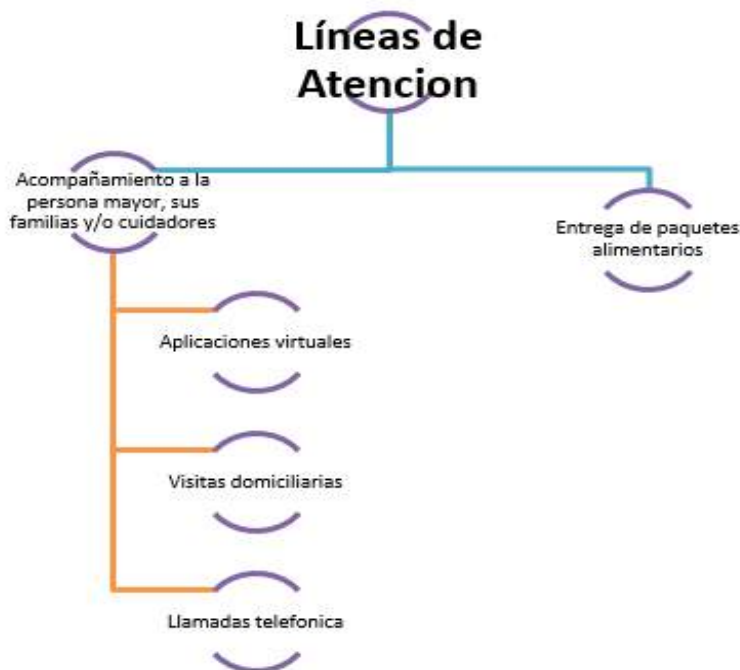 Líneas de
Atencion
Acompañamiento a la
persona mayor, sus
familias y/o cuidadores
Entrega de paquetes
alimentarios
Aplicaciones virtuales
Visitas domiciliarias
Llamadas telefonica